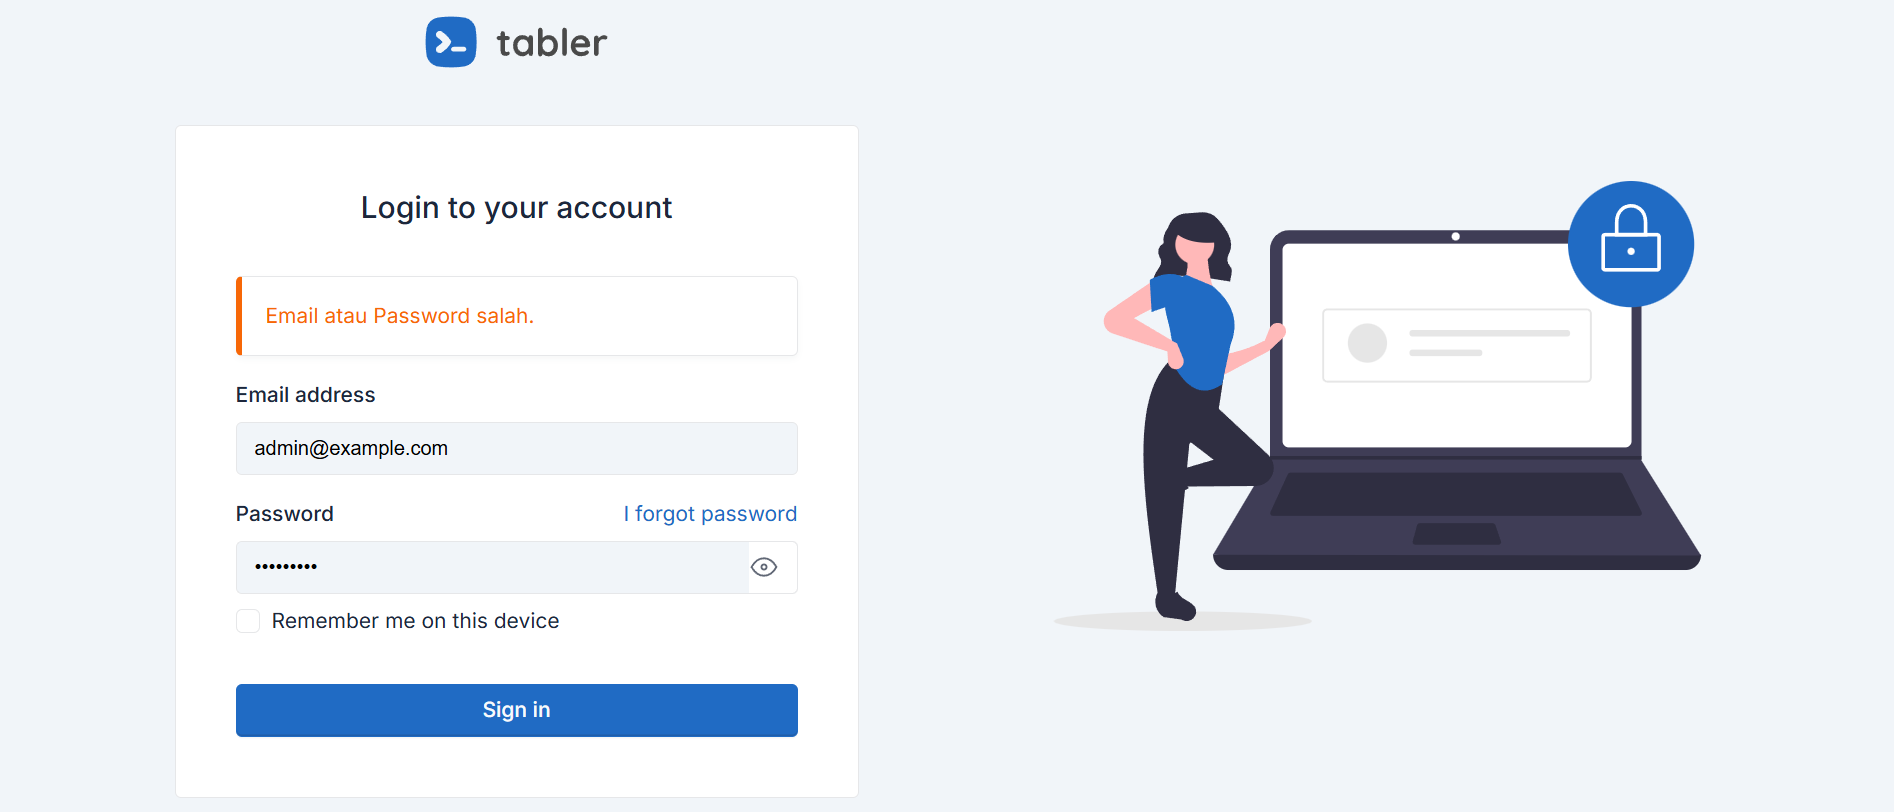 tabler
Login to your account
Email atau Password salah.
Email address
admin@example.com
Password
I forgot password
•••••••••
Remember me on this device
Sign in